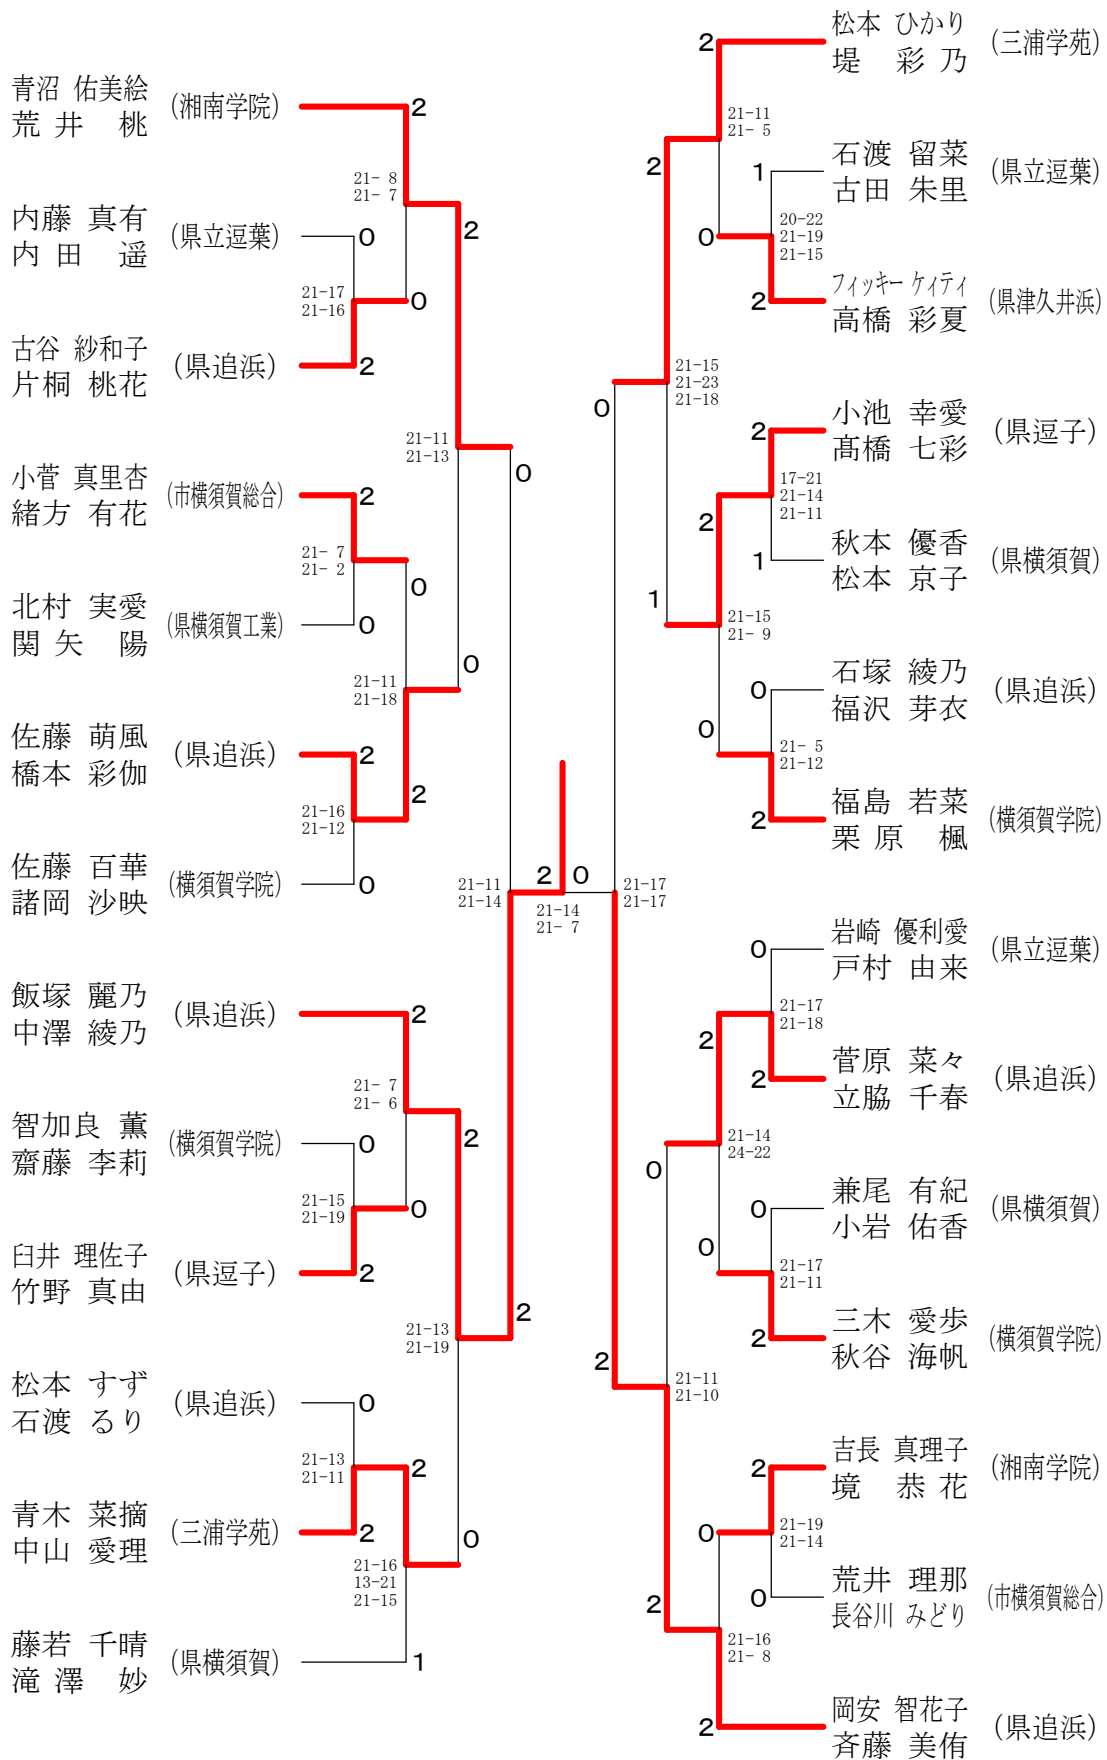 青沼 佑美絵
荒井 桃
(湘南学院)
2
21- 8
21- 7
内藤 真有
内田 遥
(県立逗葉)
0
2
21-17
21-16
0
古谷 紗和子
片桐 桃花
(県追浜)
2
21-11
21-13
0
小菅 真里杏
緒方 有花
(市横須賀総合)
2
21- 7
21- 2
0
北村 実愛
関矢 陽
(県横須賀工業)
0
0
21-11
21-18
佐藤 萌風
橋本 彩伽
(県追浜)
2
2
21-16
21-12
佐藤 百華
諸岡 沙映
(横須賀学院)
0
21-11
21-14
2
0
21-14
21- 7
飯塚 麗乃
中澤 綾乃
(県追浜)
2
21- 7
21- 6
智加良 薫
齋藤 李莉
(横須賀学院)
0
2
21-15
21-19
0
臼井 理佐子
竹野 真由
(県逗子)
2
21-13
21-19
2
松本 すず
石渡 るり
(県追浜)
0
21-13
21-11
2
青木 菜摘
中山 愛理
(三浦学苑)
2
0
21-16
13-21
21-15
藤若 千晴
滝澤 妙
(県横須賀)
1
2
松本 ひかり
堤 彩乃
(三浦学苑)
21-11
21- 5
2
1
石渡 留菜
古田 朱里
(県立逗葉)
0
20-22
21-19
21-15
2
フィッキー ケイティ
高橋 彩夏
(県津久井浜)
21-15
21-23
21-18
0
2
小池 幸愛
髙橋 七彩
(県逗子)
2
17-21
21-14
21-11
1
秋本 優香
松本 京子
(県横須賀)
1
21-15
21- 9
0
石塚 綾乃
福沢 芽衣
(県追浜)
0
21- 5
21-12
2
福島 若菜
栗原 楓
(横須賀学院)
21-17
21-17
0
岩崎 優利愛
戸村 由来
(県立逗葉)
2
21-17
21-18
2
菅原 菜々
立脇 千春
(県追浜)
0
21-14
24-22
0
兼尾 有紀
小岩 佑香
(県横須賀)
0
21-17
21-11
2
三木 愛歩
秋谷 海帆
(横須賀学院)
2
21-11
21-10
2
吉長 真理子
境 恭花
(湘南学院)
0
21-19
21-14
0
荒井 理那
長谷川 みどり
(市横須賀総合)
2
21-16
21- 8
2
岡安 智花子
斉藤 美侑
(県追浜)